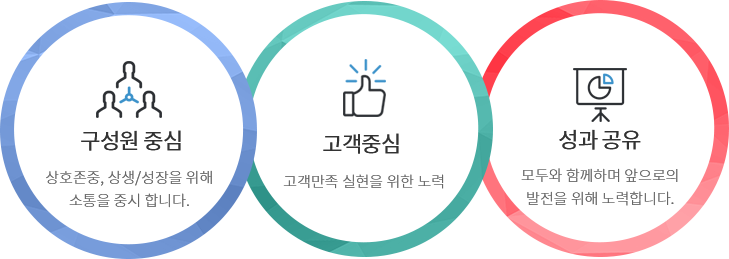 구성원 중심
상호존중, 상생/성장을 위해
소통을 중시 합니다.
고객중심
고객만족 실현을 위한 노력
성과 공유
모두와 함께하며 앞으로의
발전을 위해 노력합니다.